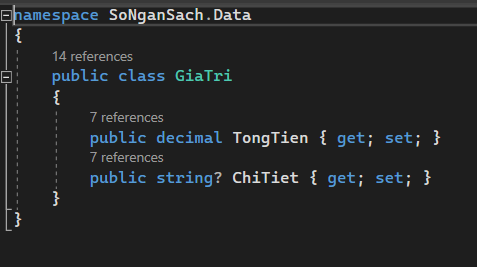 namespace SoNganSach.Data
{
14 references
public class GiaTri
{
7 references
public decimal TongTien { get; set; }
7 references
public string? ChiTiet { get; set; }
}
}